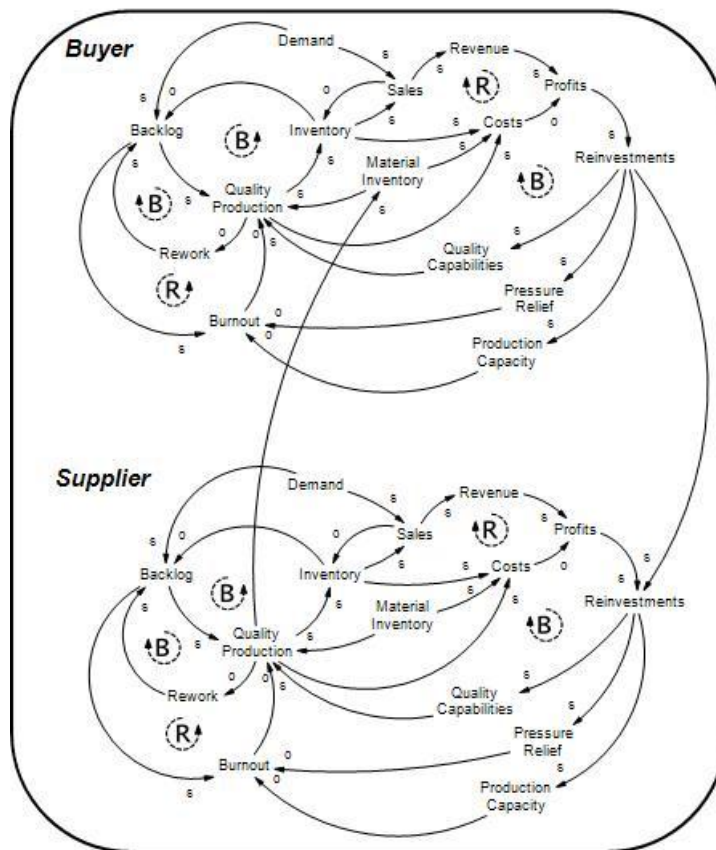 Buyer
Demand
Revenue
s
s
s
R
s
o
o
Sales
Profits
s
s
Backlog
B
Inventory
s
Costs
o
s
s
Material
Inventory
s
s
B
Reinvestments
B
s
Quality
Production
s
s
o
o
s
Rework
Quality
Capabilities
s
s
R
Pressure
Relief
o
Burnout
o
s
s
Production
Capacity
Supplier
Demand
Revenue
s
s
s
R
s
o
o
Sales
Profits
s
s
Backlog
B
Inventory
s
Costs
o
s
s
s
s
Material
Inventory
s
s
B
Reinvestments
B
s
Quality
Production
s
o
o
s
Rework
Quality
Capabilities
s
s
R
Pressure
Relief
o
Burnout
o
s
s
Production
Capacity